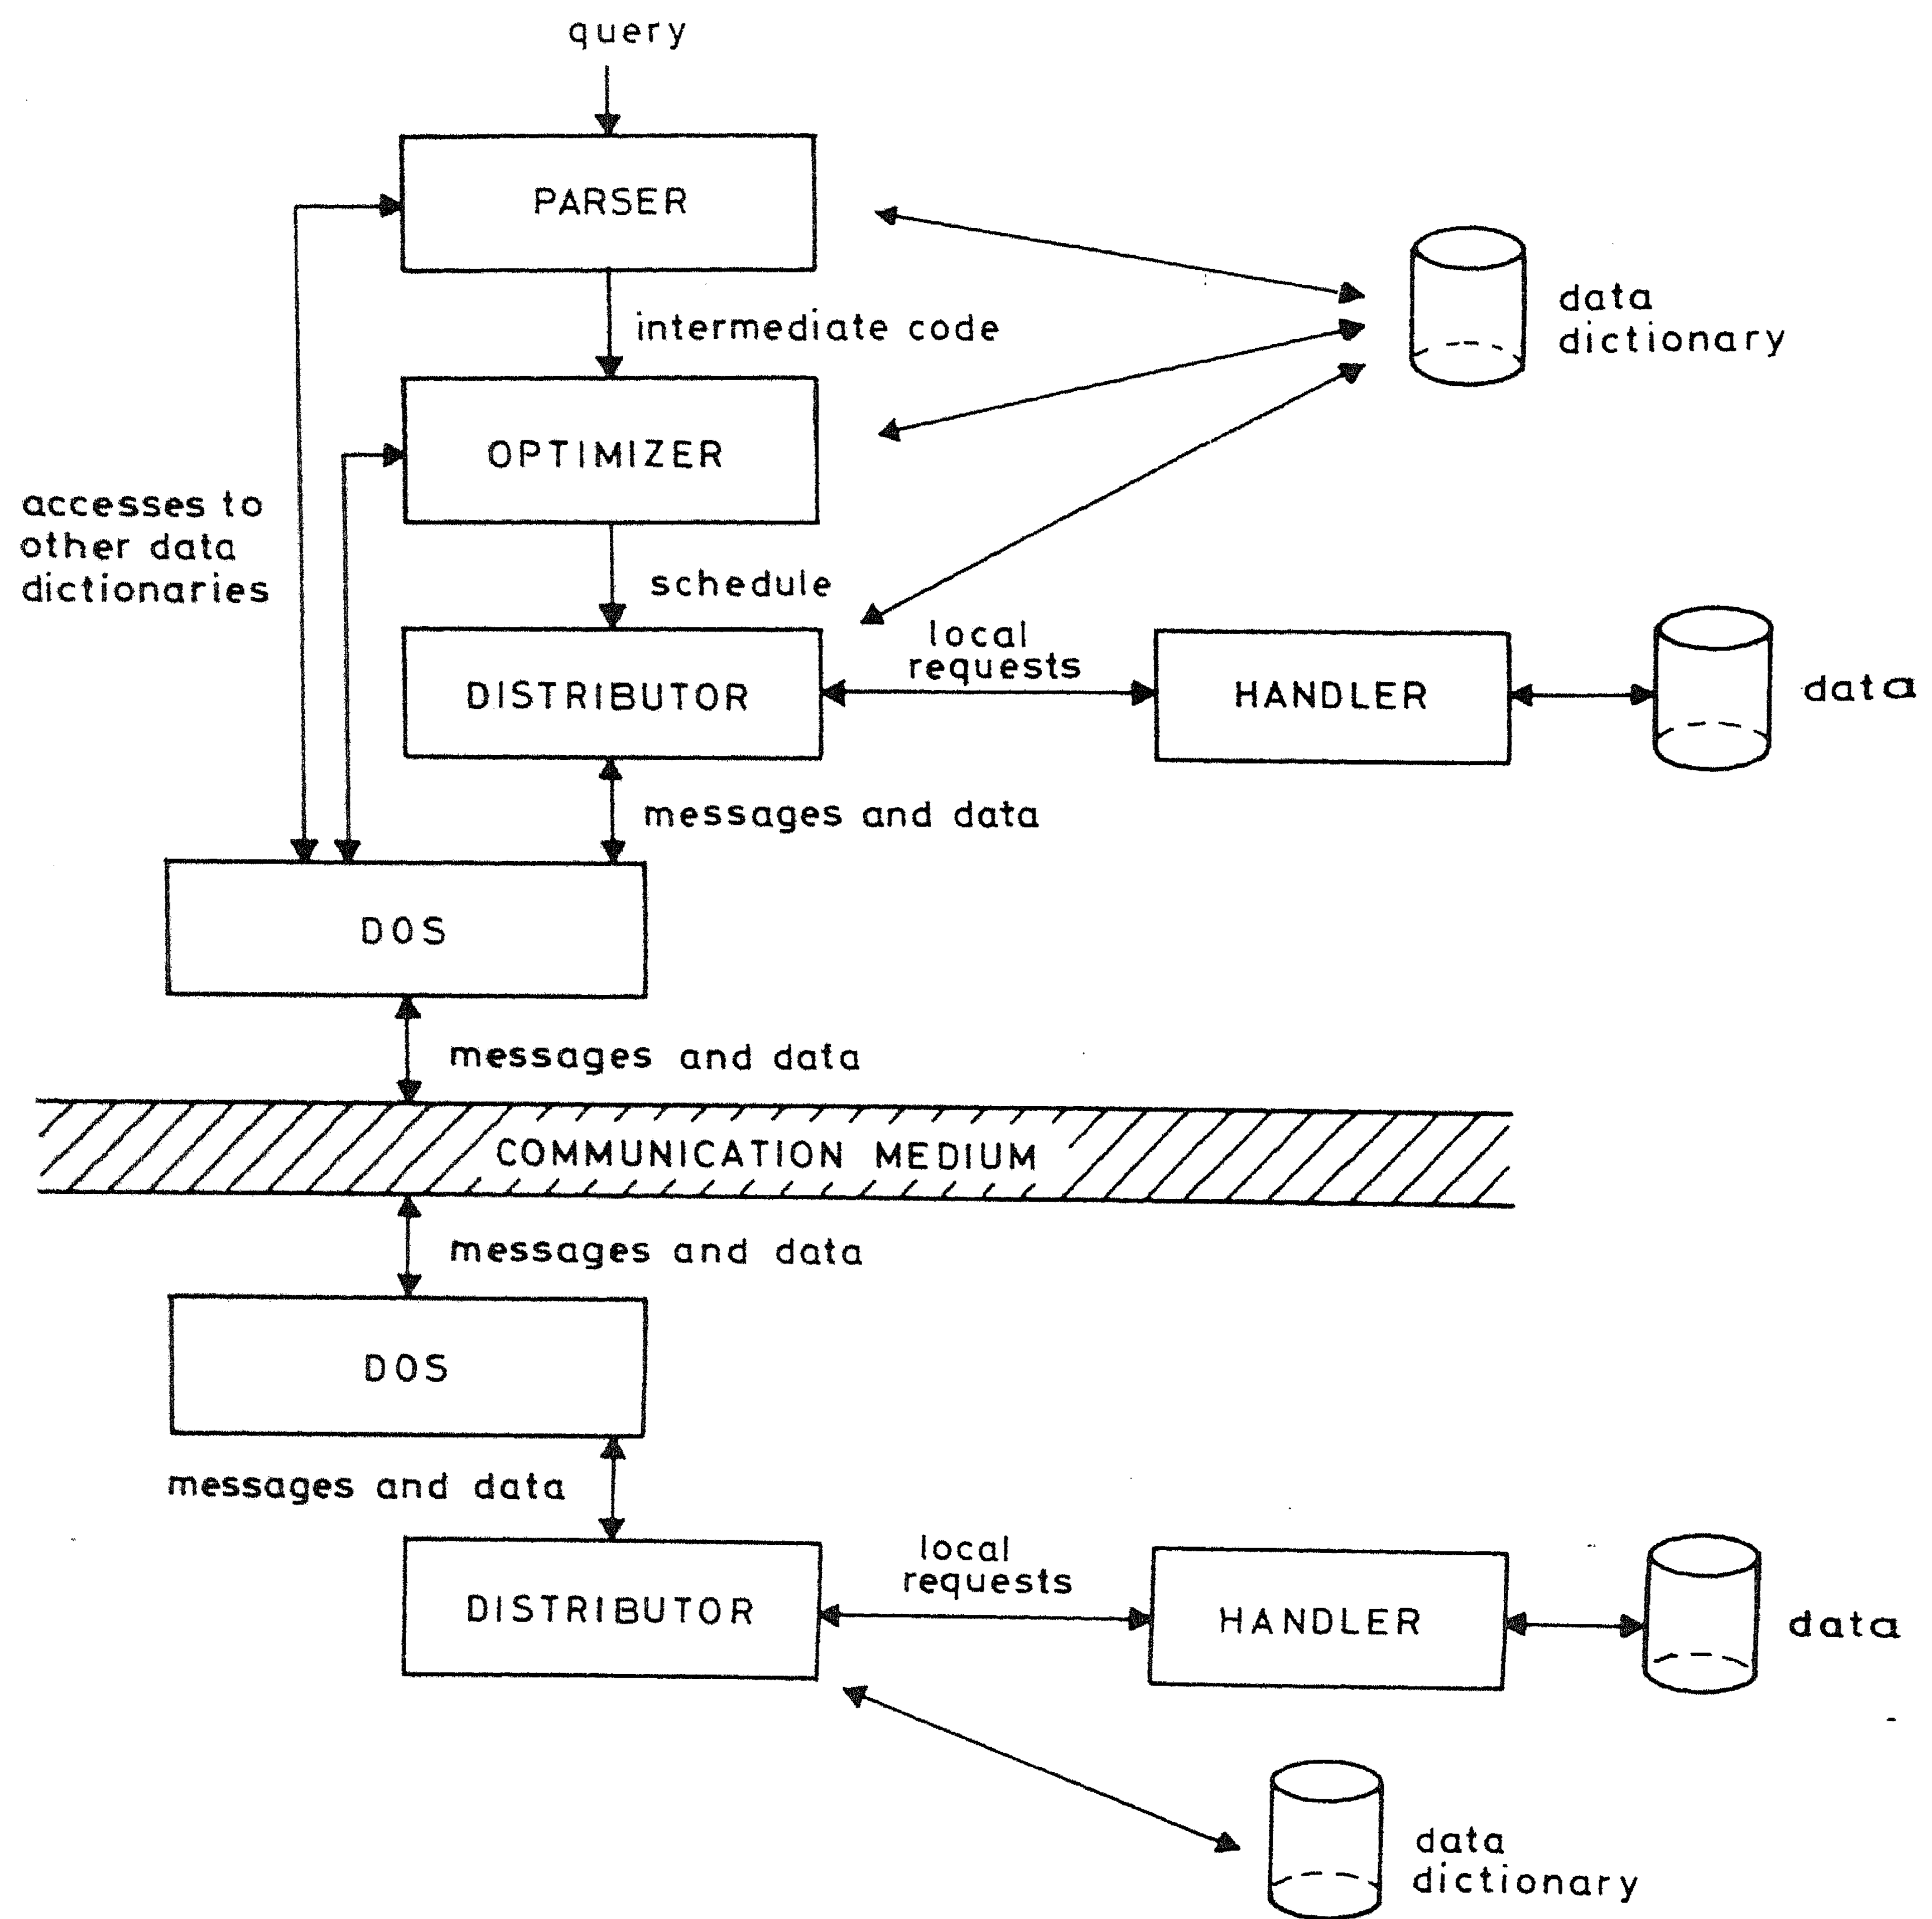 query
PARSER
intermediate code
data
dictionary
OPTIMIZER
accesses to
other data
dictionaries
schedule
local
requests
DISTRIBUTOR
HANDLER
data
messages and data
DOS
messages and data
COMMUNICATION MEDIUM
messages and data
DOS
messages and data
local
requests
DISTRIBUTOR
HANDLER
data
data
dictionary